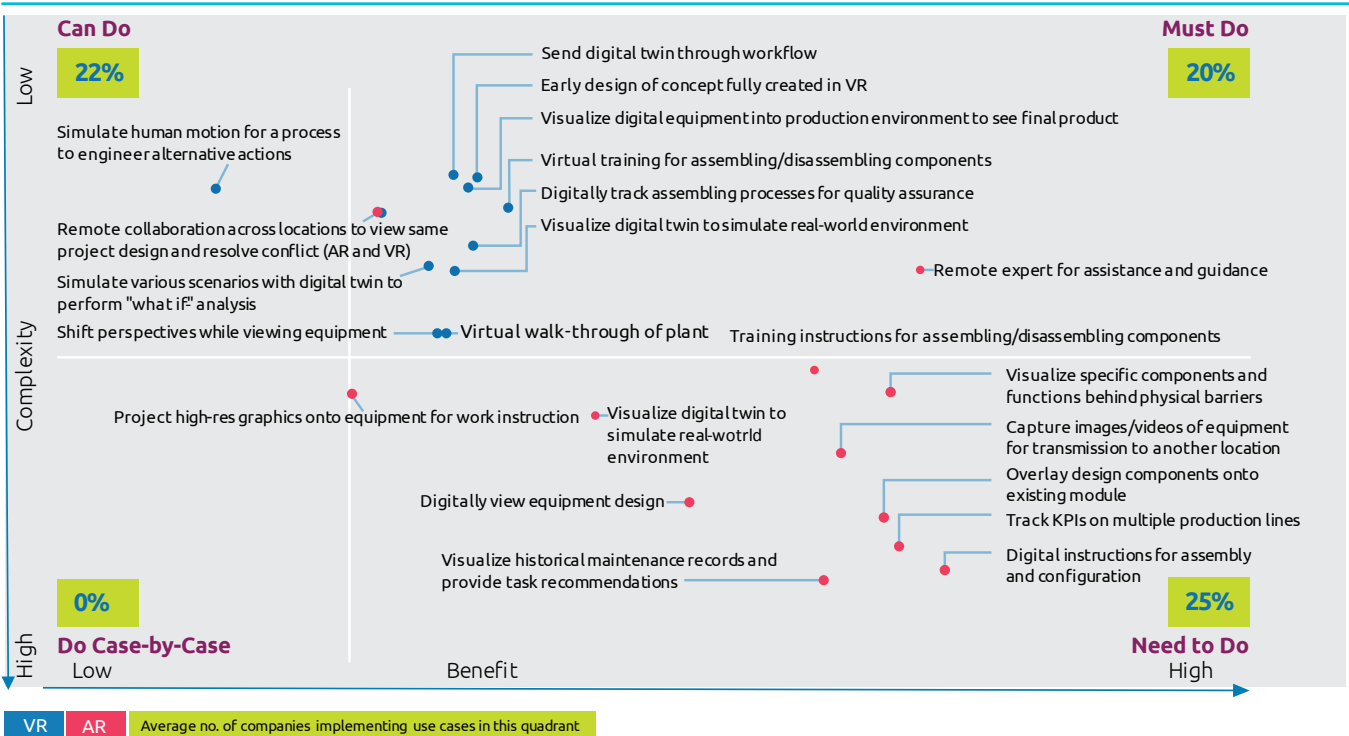 Can Do
Must Do
22%
20%
Low
Send digital twin through workflow
Early design of concept fully created in VR
Visualize digital equipment into production environment to see final product
Simulate human motion for a process
to engineer alternative actions
Virtual training for assembling/disassembling components
Digitally track assembling processes for quality assurance
Visualize digital twin to simulate real-world environment
Remote collaboration across locations to view same
project design and resolve conflict (AR and VR)
Remote expert for assistance and guidance
Simulate various scenarios with digital twin to
perform "what if" analysis
Shift perspectives while viewing equipment
Virtual walk-through of plant
Training instructions for assembling/disassembling components
Complexity
Visualize specific components and
functions behind physical barriers
Project high-res graphics onto equipment for work instruction
Visualize digital twin to
simulate real-wotrld
environment
Capture images/videos of equipment
for transmission to another location
Overlay design components onto
existing module
Digitally view equipment design
Track KPIs on multiple production lines
Visualize historical maintenance records and
provide task recommendations
Digital instructions for assembly
and configuration
0%
25%
Do Case-by-Case
Need to Do
High
Low
Benefit
High
VR
AR
Average no. of companies implementing use cases in this quadrant